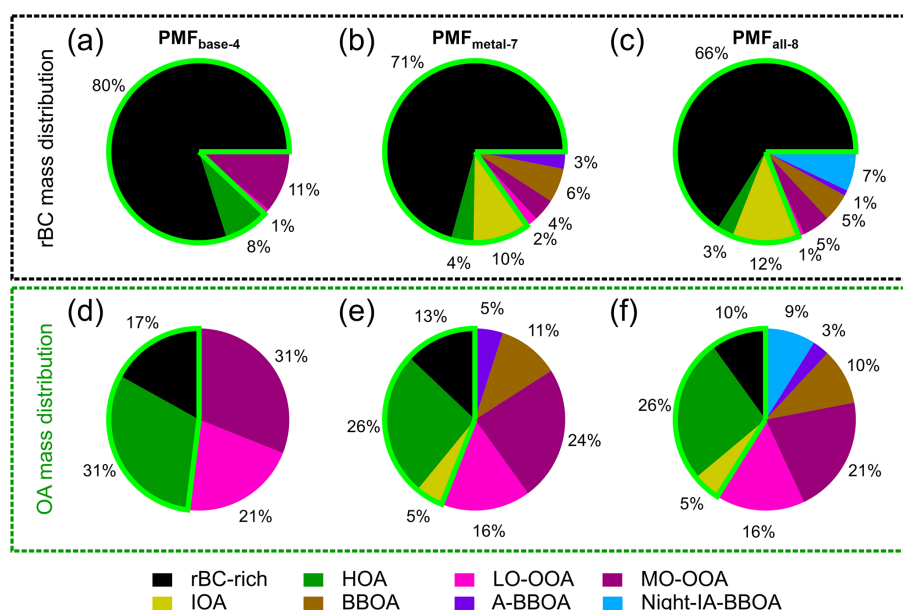 (a) PMFbase-4 (b) PMFmetal-7 (c) PMFall-8
rBC mass distribution
80% 11% 1% 8%
71% 3% 6% 4% 2% 10% 4%
66% 7% 1% 5% 5% 1% 12% 3%
(d) (e) (f)
OA mass distribution
17% 31% 21% 31%
13% 5% 11% 24% 16% 5% 26%
10% 9% 3% 10% 21% 16% 5% 26%
rBC-rich HOA LO-OOA MO-OOA
IOA BBOA A-BBOA Night-IA-BBOA